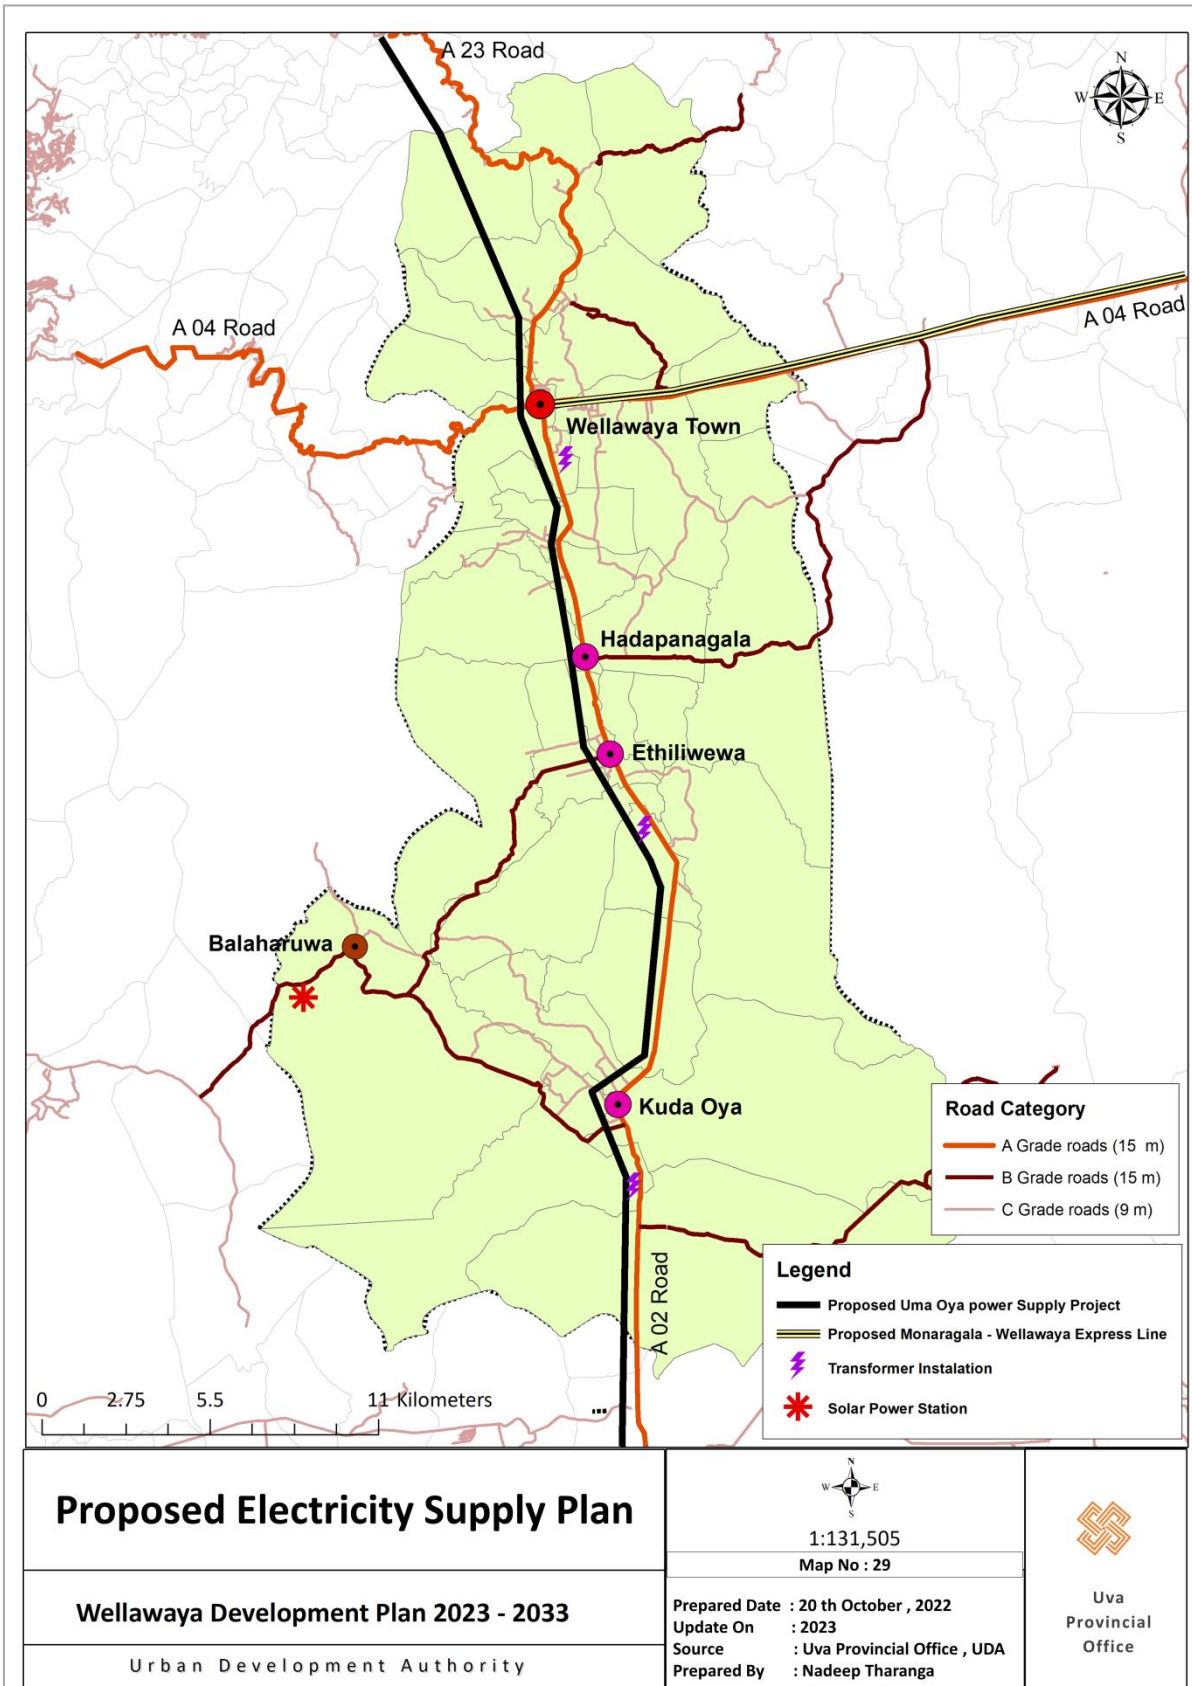 A 23 Road
N
W E
S
A 04 Road
A 04 Road
Wellawaya Town
Hadapanagala
Ethiliwewa
Balaharuwa
Kuda Oya
A 02 Road
Road Category
A Grade roads (15 m)
B Grade roads (15 m)
C Grade roads (9 m)
Legend
Proposed Uma Oya power Supply Project
Proposed Monaragala - Wellawaya Express Line
Transformer Instalation
Solar Power Station
0 2.75 5.5 11 Kilometers
Proposed Electricity Supply Plan
Wellawaya Development Plan 2023 - 2033
Urban Development Authority
N
W E
S
1:131,505
Map No : 29
Prepared Date : 20 th October , 2022
Update On : 2023
Source : Uva Provincial Office , UDA
Prepared By : Nadeep Tharanga
Uva
Provincial
Office